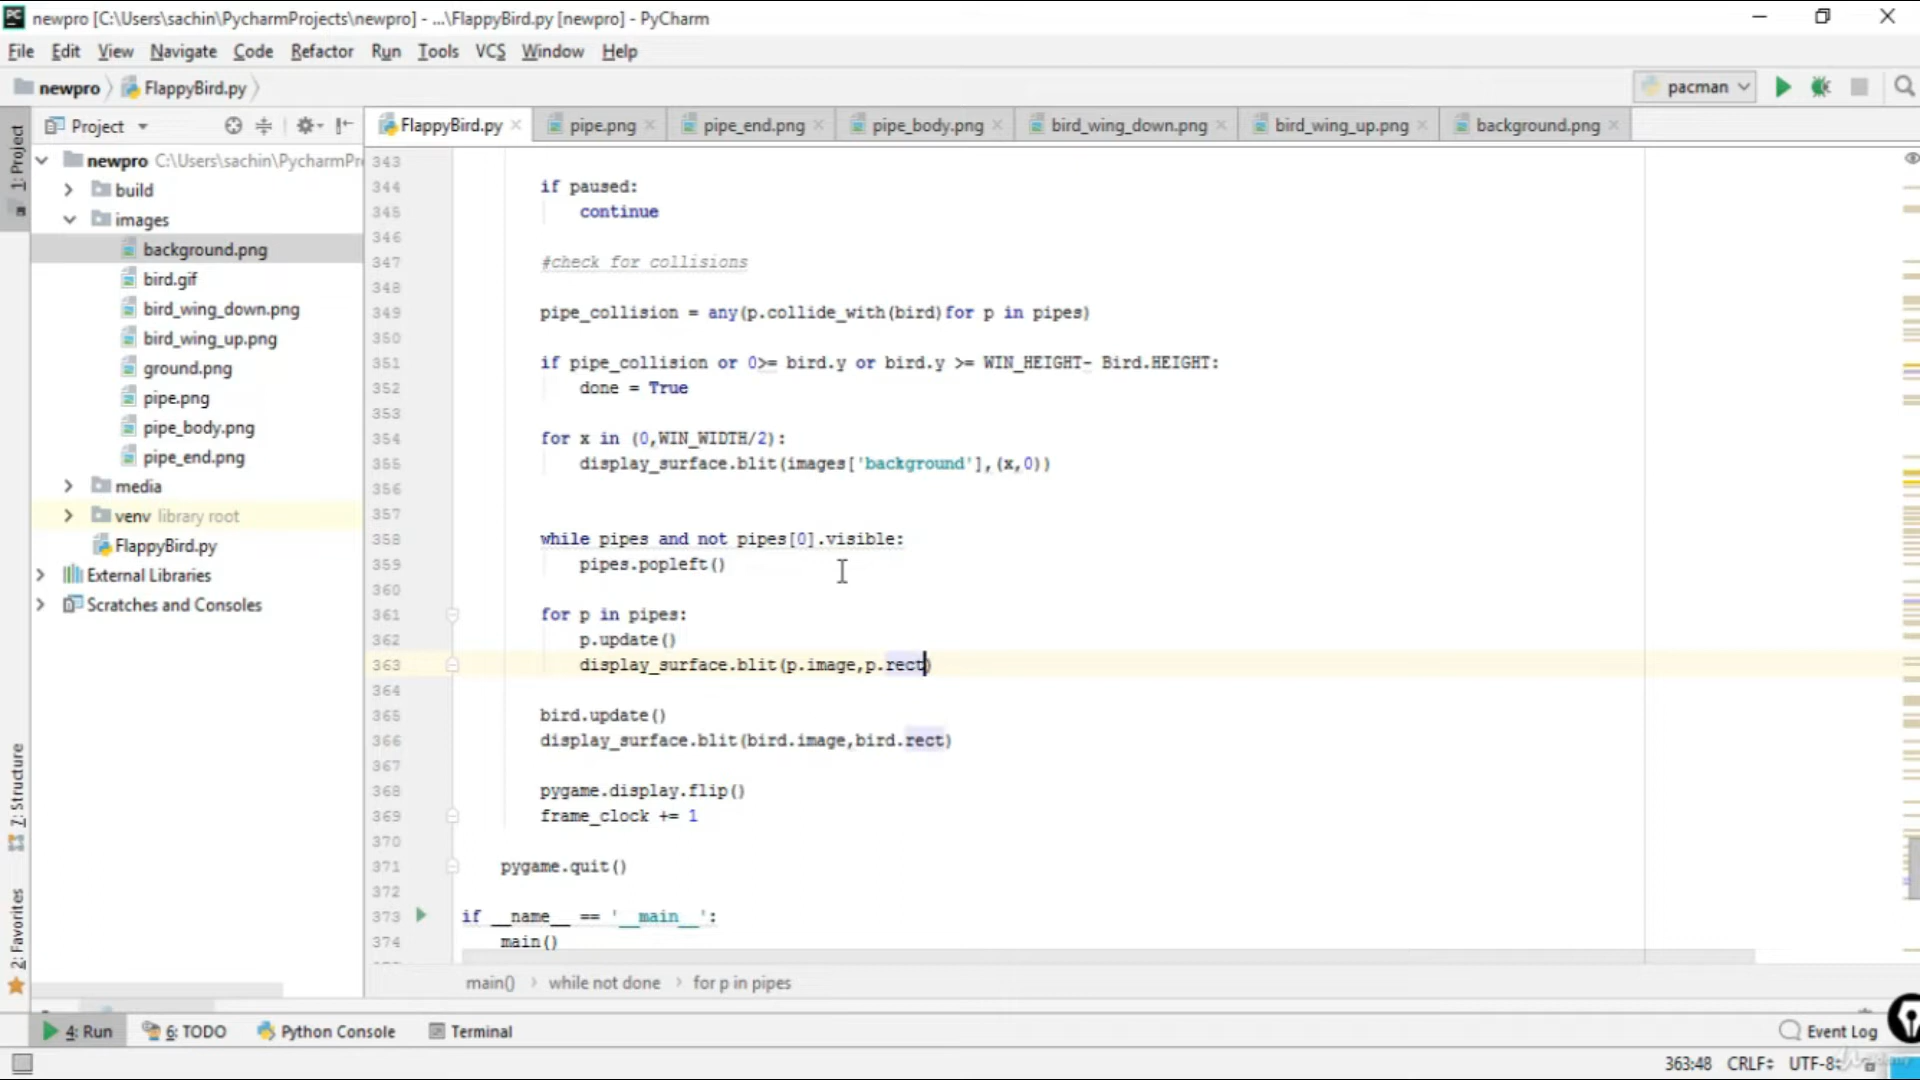 newpro [C:\Users\sachin\PycharmProjects\newpro] - ...\FlappyBird.py [newpro] - PyCharm
File Edit View Navigate Code Refactor Run Tools VCS Window Help
newpro FlappyBird.py pacman
Project FlappyBird.py pipe.png pipe_end.png pipe_body.png bird_wing_down.png bird_wing_up.png background.png
1: Project
7: Structure
2: Favorites
newpro C:\Users\sachin\PycharmPr
build
images
background.png
bird.gif
bird_wing_down.png
bird_wing_up.png
ground.png
pipe.png
pipe_body.png
pipe_end.png
media
venv library root
FlappyBird.py
External Libraries
Scratches and Consoles
343
344 if paused:
345 continue
346
347 #check for collisions
348
349 pipe_collision = any(p.collide_with(bird)for p in pipes)
350
351 if pipe_collision or 0>= bird.y or bird.y >= WIN_HEIGHT- Bird.HEIGHT:
352 done = True
353
354 for x in (0,WIN_WIDTH/2):
355 display_surface.blit(images['background'],(x,0))
356
357
358 while pipes and not pipes[0].visible:
359 pipes.popleft()
360
361 for p in pipes:
362 p.update()
363 display_surface.blit(p.image,p.rect)
364
365 bird.update()
366 display_surface.blit(bird.image,bird.rect)
367
368 pygame.display.flip()
369 frame_clock += 1
370
371 pygame.quit()
372
373 if __name__ == '__main__':
374 main()
main() › while not done › for p in pipes
4: Run 6: TODO Python Console Terminal Event Log
363:48 CRLF UTF-8